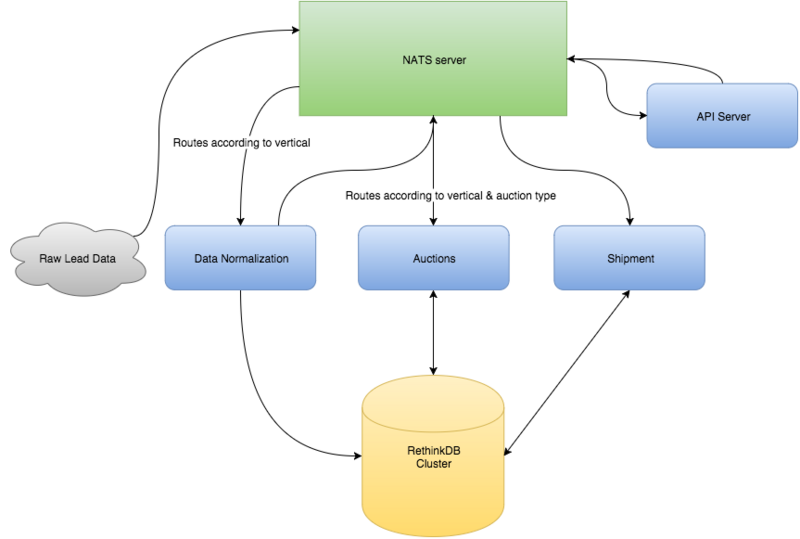 NATS server
API Server
Routes according to vertical
Routes according to vertical & auction type
Raw Lead Data
Data Normalization
Auctions
Shipment
RethinkDB
Cluster